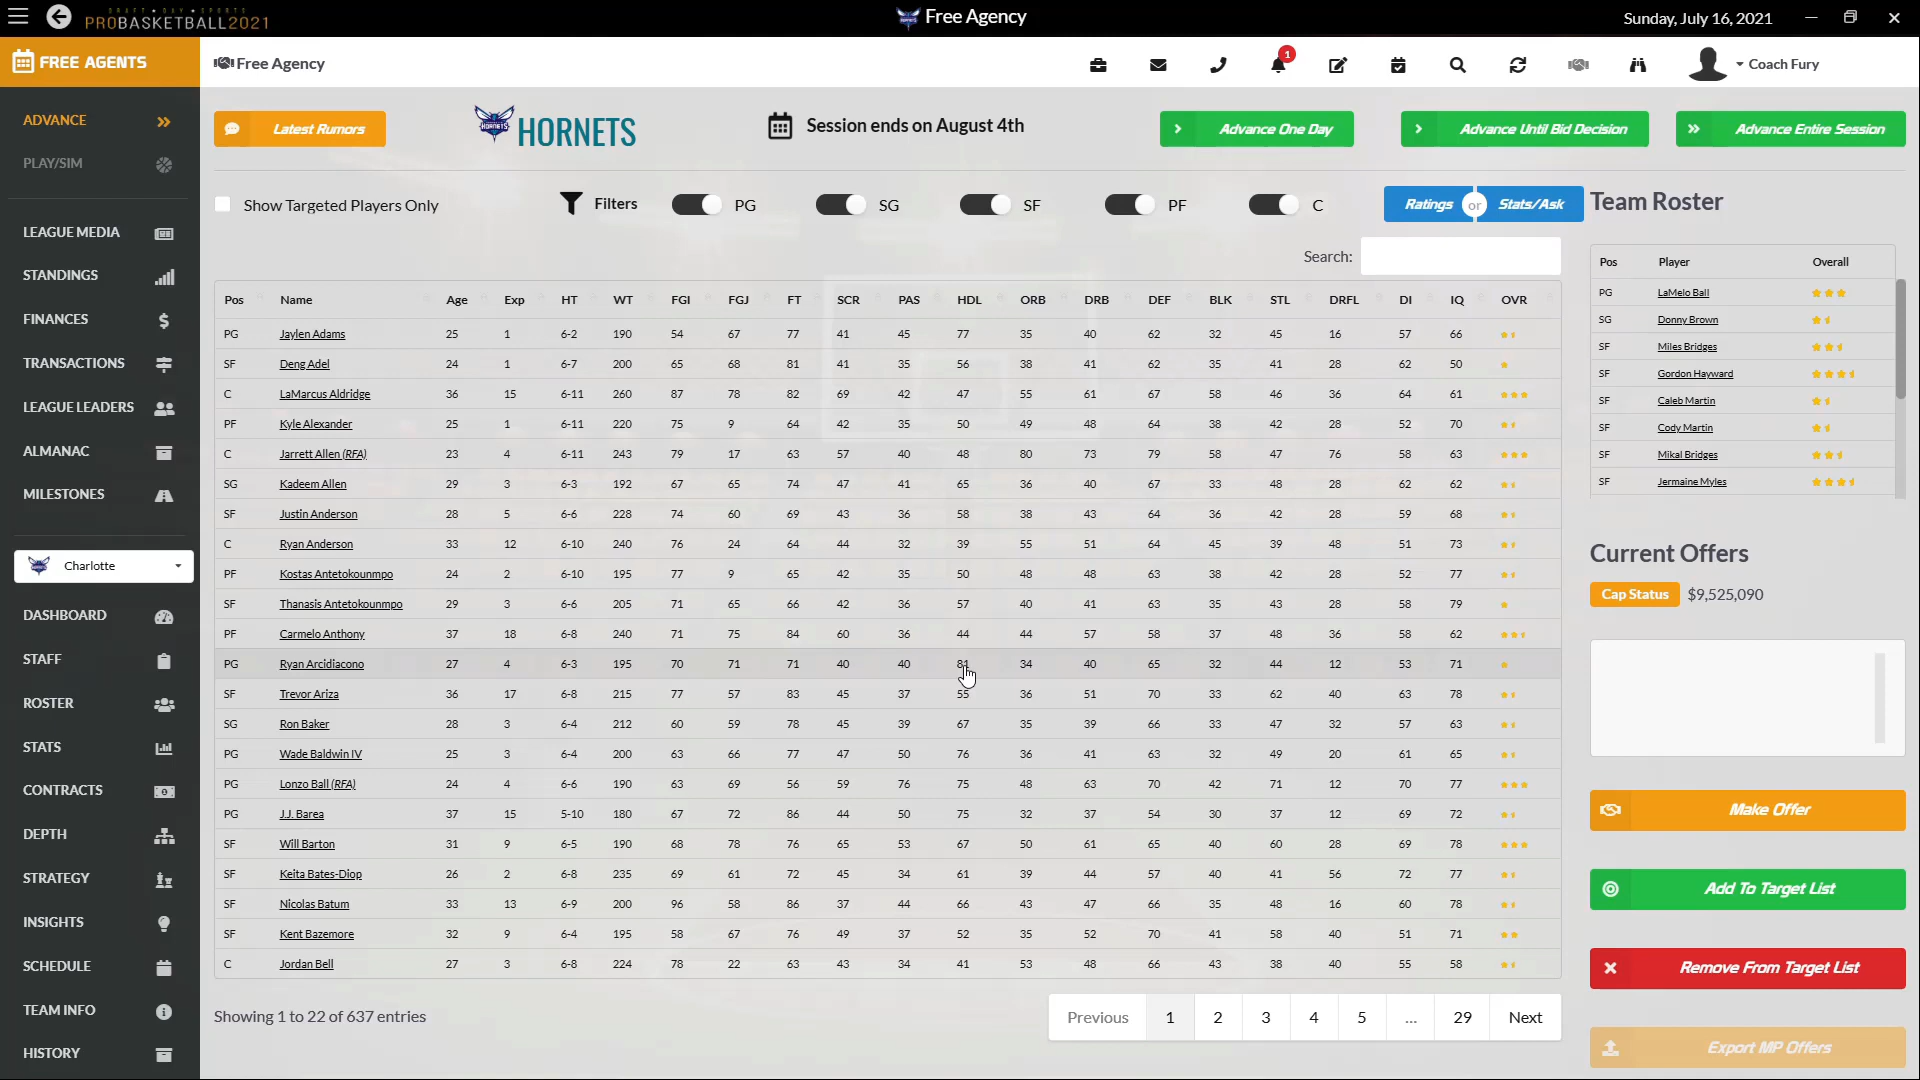 DRAFT • DAY • SPORTS
PROBASKETBALL2021
Free Agency
Sunday, July 16, 2021
FREE AGENTS
Free Agency
1
Coach Fury
ADVANCE
PLAY/SIM
LEAGUE MEDIA
STANDINGS
FINANCES
TRANSACTIONS
LEAGUE LEADERS
ALMANAC
MILESTONES
Charlotte
DASHBOARD
STAFF
ROSTER
STATS
CONTRACTS
DEPTH
STRATEGY
INSIGHTS
SCHEDULE
TEAM INFO
HISTORY
Latest Rumors
HORNETS
HORNETS
Session ends on August 4th
Advance One Day
Advance Until Bid Decision
Advance Entire Session
Show Targeted Players Only
Filters
PG
SG
SF
PF
C
Ratings or Stats/Ask
Search:
Pos Name Age Exp HT WT FGI FGJ FT SCR PAS HDL ORB DRB DEF BLK STL DRFL DI IQ OVR
PG Jaylen Adams 25 1 6-2 190 54 67 77 41 45 77 35 40 62 32 45 16 57 66
SF Deng Adel 24 1 6-7 200 65 68 81 41 35 56 38 41 62 35 41 28 62 50
C LaMarcus Aldridge 36 15 6-11 260 87 78 82 69 42 47 55 61 67 58 46 36 64 61
PF Kyle Alexander 25 1 6-11 220 75 9 64 42 35 50 49 48 64 38 42 28 52 70
C Jarrett Allen (RFA) 23 4 6-11 243 79 17 63 57 40 48 80 73 79 58 47 76 58 63
SG Kadeem Allen 29 3 6-3 192 67 65 74 47 41 65 36 40 67 33 48 28 62 62
SF Justin Anderson 28 5 6-6 228 74 60 69 43 36 58 38 43 64 36 42 28 59 68
C Ryan Anderson 33 12 6-10 240 76 24 64 44 32 39 55 51 64 45 39 48 51 73
PF Kostas Antetokounmpo 24 2 6-10 195 77 9 65 42 35 50 48 48 63 38 42 28 52 77
SF Thanasis Antetokounmpo 29 3 6-6 205 71 65 66 42 36 57 40 41 63 35 43 28 58 79
PF Carmelo Anthony 37 18 6-8 240 71 75 84 60 36 44 44 57 58 37 48 36 58 62
PG Ryan Arcidiacono 27 4 6-3 195 70 71 71 40 40 81 34 40 65 32 44 12 53 71
SF Trevor Ariza 36 17 6-8 215 77 57 83 45 37 55 36 51 70 33 62 40 63 78
SG Ron Baker 28 3 6-4 212 60 59 78 45 39 67 35 39 66 33 47 32 57 63
PG Wade Baldwin IV 25 3 6-4 200 63 66 77 47 50 76 36 41 63 32 49 20 61 65
PG Lonzo Ball (RFA) 24 4 6-6 190 63 69 56 59 76 75 48 63 70 42 71 12 70 77
PG J.J. Barea 37 15 5-10 180 67 72 86 44 50 75 32 37 54 30 37 12 69 72
SF Will Barton 31 9 6-5 190 68 78 76 65 53 67 50 61 65 40 60 28 69 78
SF Keita Bates-Diop 26 2 6-8 235 69 61 72 45 34 61 39 44 57 40 41 56 72 77
SF Nicolas Batum 33 13 6-9 200 96 58 86 37 44 66 43 47 66 35 48 16 60 78
SF Kent Bazemore 32 9 6-4 195 58 67 76 49 37 52 35 52 70 41 58 40 51 71
C Jordan Bell 27 3 6-8 224 78 22 63 43 34 41 53 48 66 43 38 40 55 58
Showing 1 to 22 of 637 entries
Previous 1 2 3 4 5 ... 29 Next
Team Roster
Pos Player Overall
PG LaMelo Ball
SG Donny Brown
SF Miles Bridges
SF Gordon Hayward
SF Caleb Martin
SF Cody Martin
SF Mikal Bridges
SF Jermaine Myles
Current Offers
Cap Status $9,525,090
Make Offer
Add To Target List
Remove From Target List
Export MP Offers